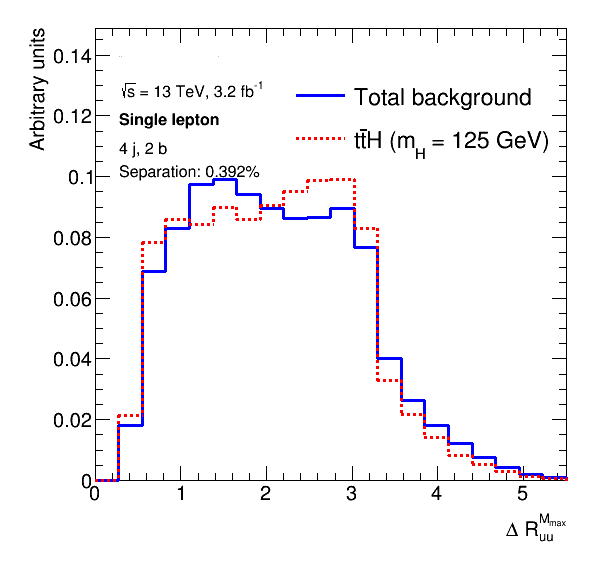 Arbitrary units
0.14
0.12
0.1
0.08
0.06
0.04
0.02
0
√s = 13 TeV, 3.2 fb⁻¹
Single lepton
4 j, 2 b
Separation: 0.392%
Total background
tt̄H (m_H = 125 GeV)
0 1 2 3 4 5
Δ R_uu^M_max